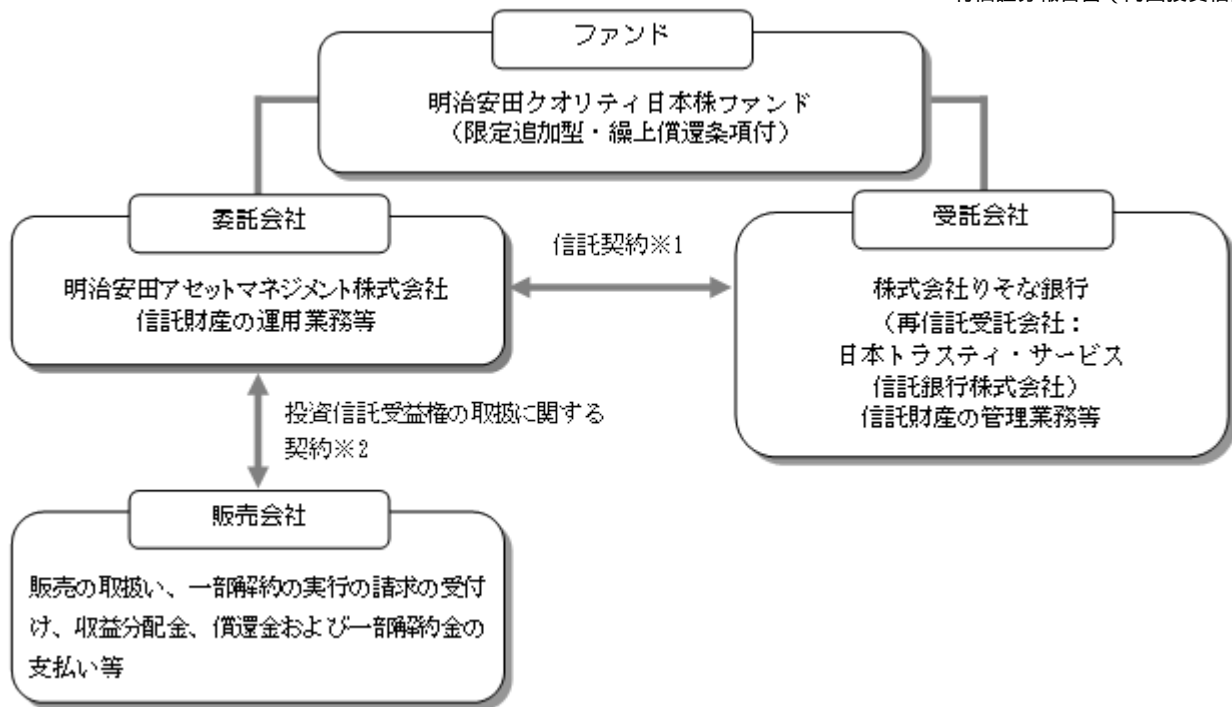 ファンド
明治安田クオリティ日本株ファンド
（限定追加型・繰上償還条項付）
委託会社
明治安田アセットマネジメント株式会社
信託財産の運用業務等
信託契約※1
受託会社
株式会社りそな銀行
（再信託受託会社：
日本トラスティ・サービス
信託銀行株式会社）
信託財産の管理業務等
投資信託受益権の取扱に関する
契約※2
販売会社
販売の取扱い、一部解約の実行の請求の受付
け、収益分配金、償還金および一部解約金の
支払い等